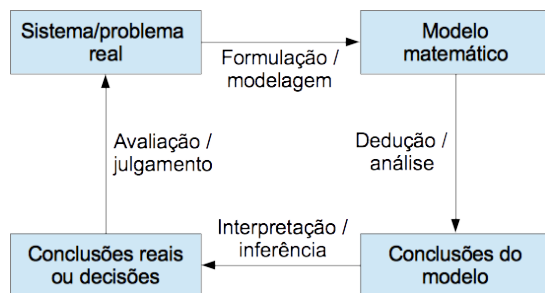 Sistema/problema
real
Formulação /
modelagem
Modelo
matemático
Avaliação /
julgamento
Dedução /
análise
Conclusões reais
ou decisões
Interpretação /
inferência
Conclusões do
modelo